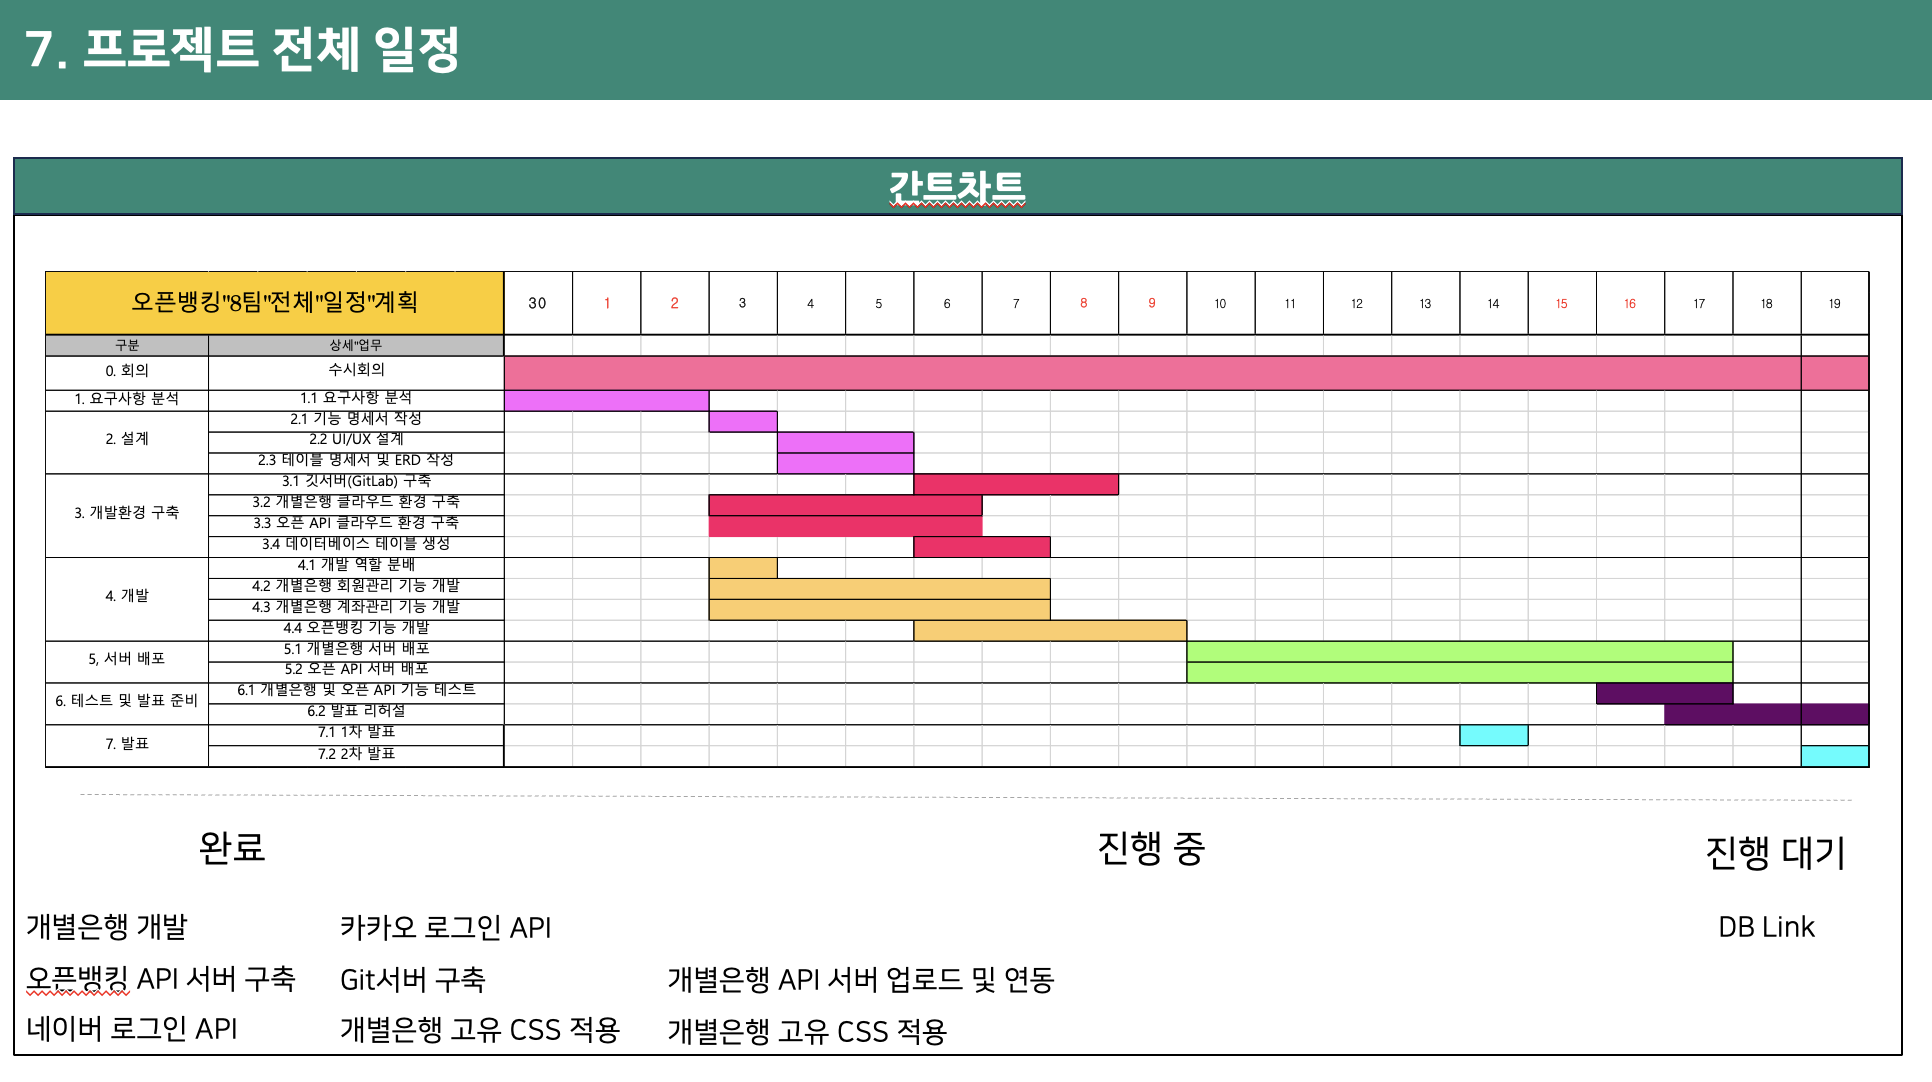 7. 프로젝트 전체 일정
간트차트
오픈뱅킹"8팀"전체"일정"계획 30 1 2 3 4 5 6 7 8 9 10 11 12 13 14 15 16 17 18 19
구분 상세"업무
0. 회의 수시회의
1. 요구사항 분석 1.1 요구사항 분석
2. 설계
2.1 기능 명세서 작성
2.2 UI/UX 설계
2.3 테이블 명세서 및 ERD 작성
3. 개발환경 구축
3.1 깃서버(GitLab) 구축
3.2 개별은행 클라우드 환경 구축
3.3 오픈 API 클라우드 환경 구축
3.4 데이터베이스 테이블 생성
4. 개발
4.1 개발 역할 분배
4.2 개별은행 회원관리 기능 개발
4.3 개별은행 계좌관리 기능 개발
4.4 오픈뱅킹 기능 개발
5, 서버 배포
5.1 개별은행 서버 배포
5.2 오픈 API 서버 배포
6. 테스트 및 발표 준비
6.1 개별은행 및 오픈 API 기능 테스트
6.2 발표 리허설
7. 발표
7.1 1차 발표
7.2 2차 발표
완료 진행 중 진행 대기
개별은행 개발 카카오 로그인 API DB Link
오픈뱅킹 API 서버 구축 Git서버 구축 개별은행 API 서버 업로드 및 연동
네이버 로그인 API 개별은행 고유 CSS 적용 개별은행 고유 CSS 적용